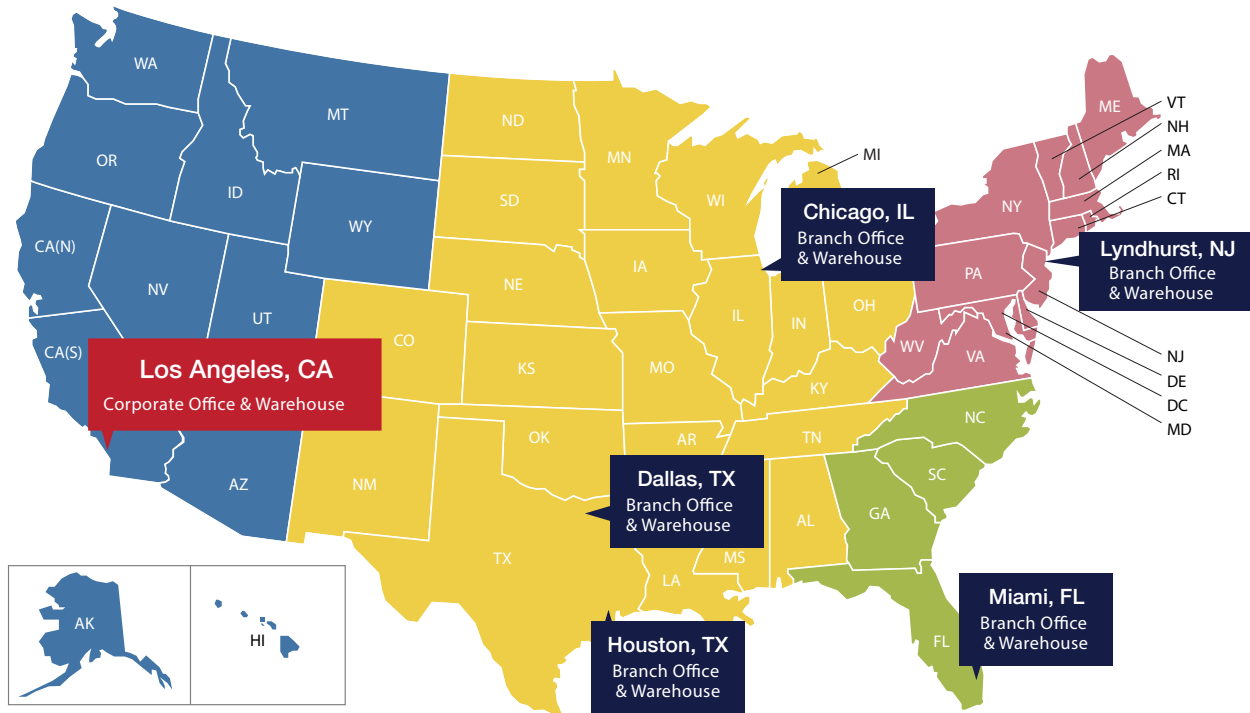 WA
MT
ND
MN
ME
VT
NH
MA
RI
CT
MI
OR
ID
SD
WI
NY
WY
Chicago, IL
Branch Office
& Warehouse
CA(N)
NV
UT
NE
IA
Lyndhurst, NJ
Branch Office
& Warehouse
PA
OH
IN
IL
CO
CA(S)
Los Angeles, CA
Corporate Office & Warehouse
KS
MO
KY
WV
VA
NJ
DE
DC
MD
OK
AR
TN
NC
SC
AZ
NM
Dallas, TX
Branch Office
& Warehouse
AL
GA
TX
MS
LA
Miami, FL
Branch Office
& Warehouse
FL
Houston, TX
Branch Office
& Warehouse
AK
HI